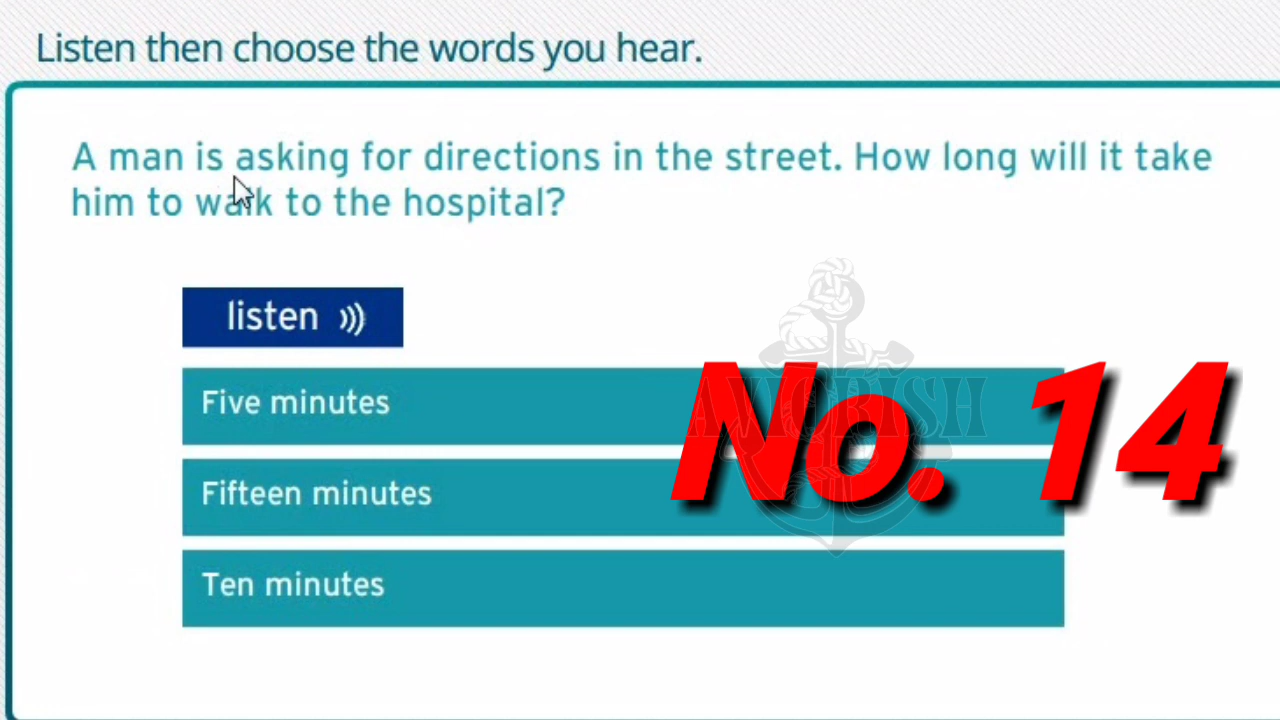 Listen then choose the words you hear.
A man is asking for directions in the street. How long will it take
him to walk to the hospital?
listen
Five minutes
Fifteen minutes
Ten minutes
No. 14